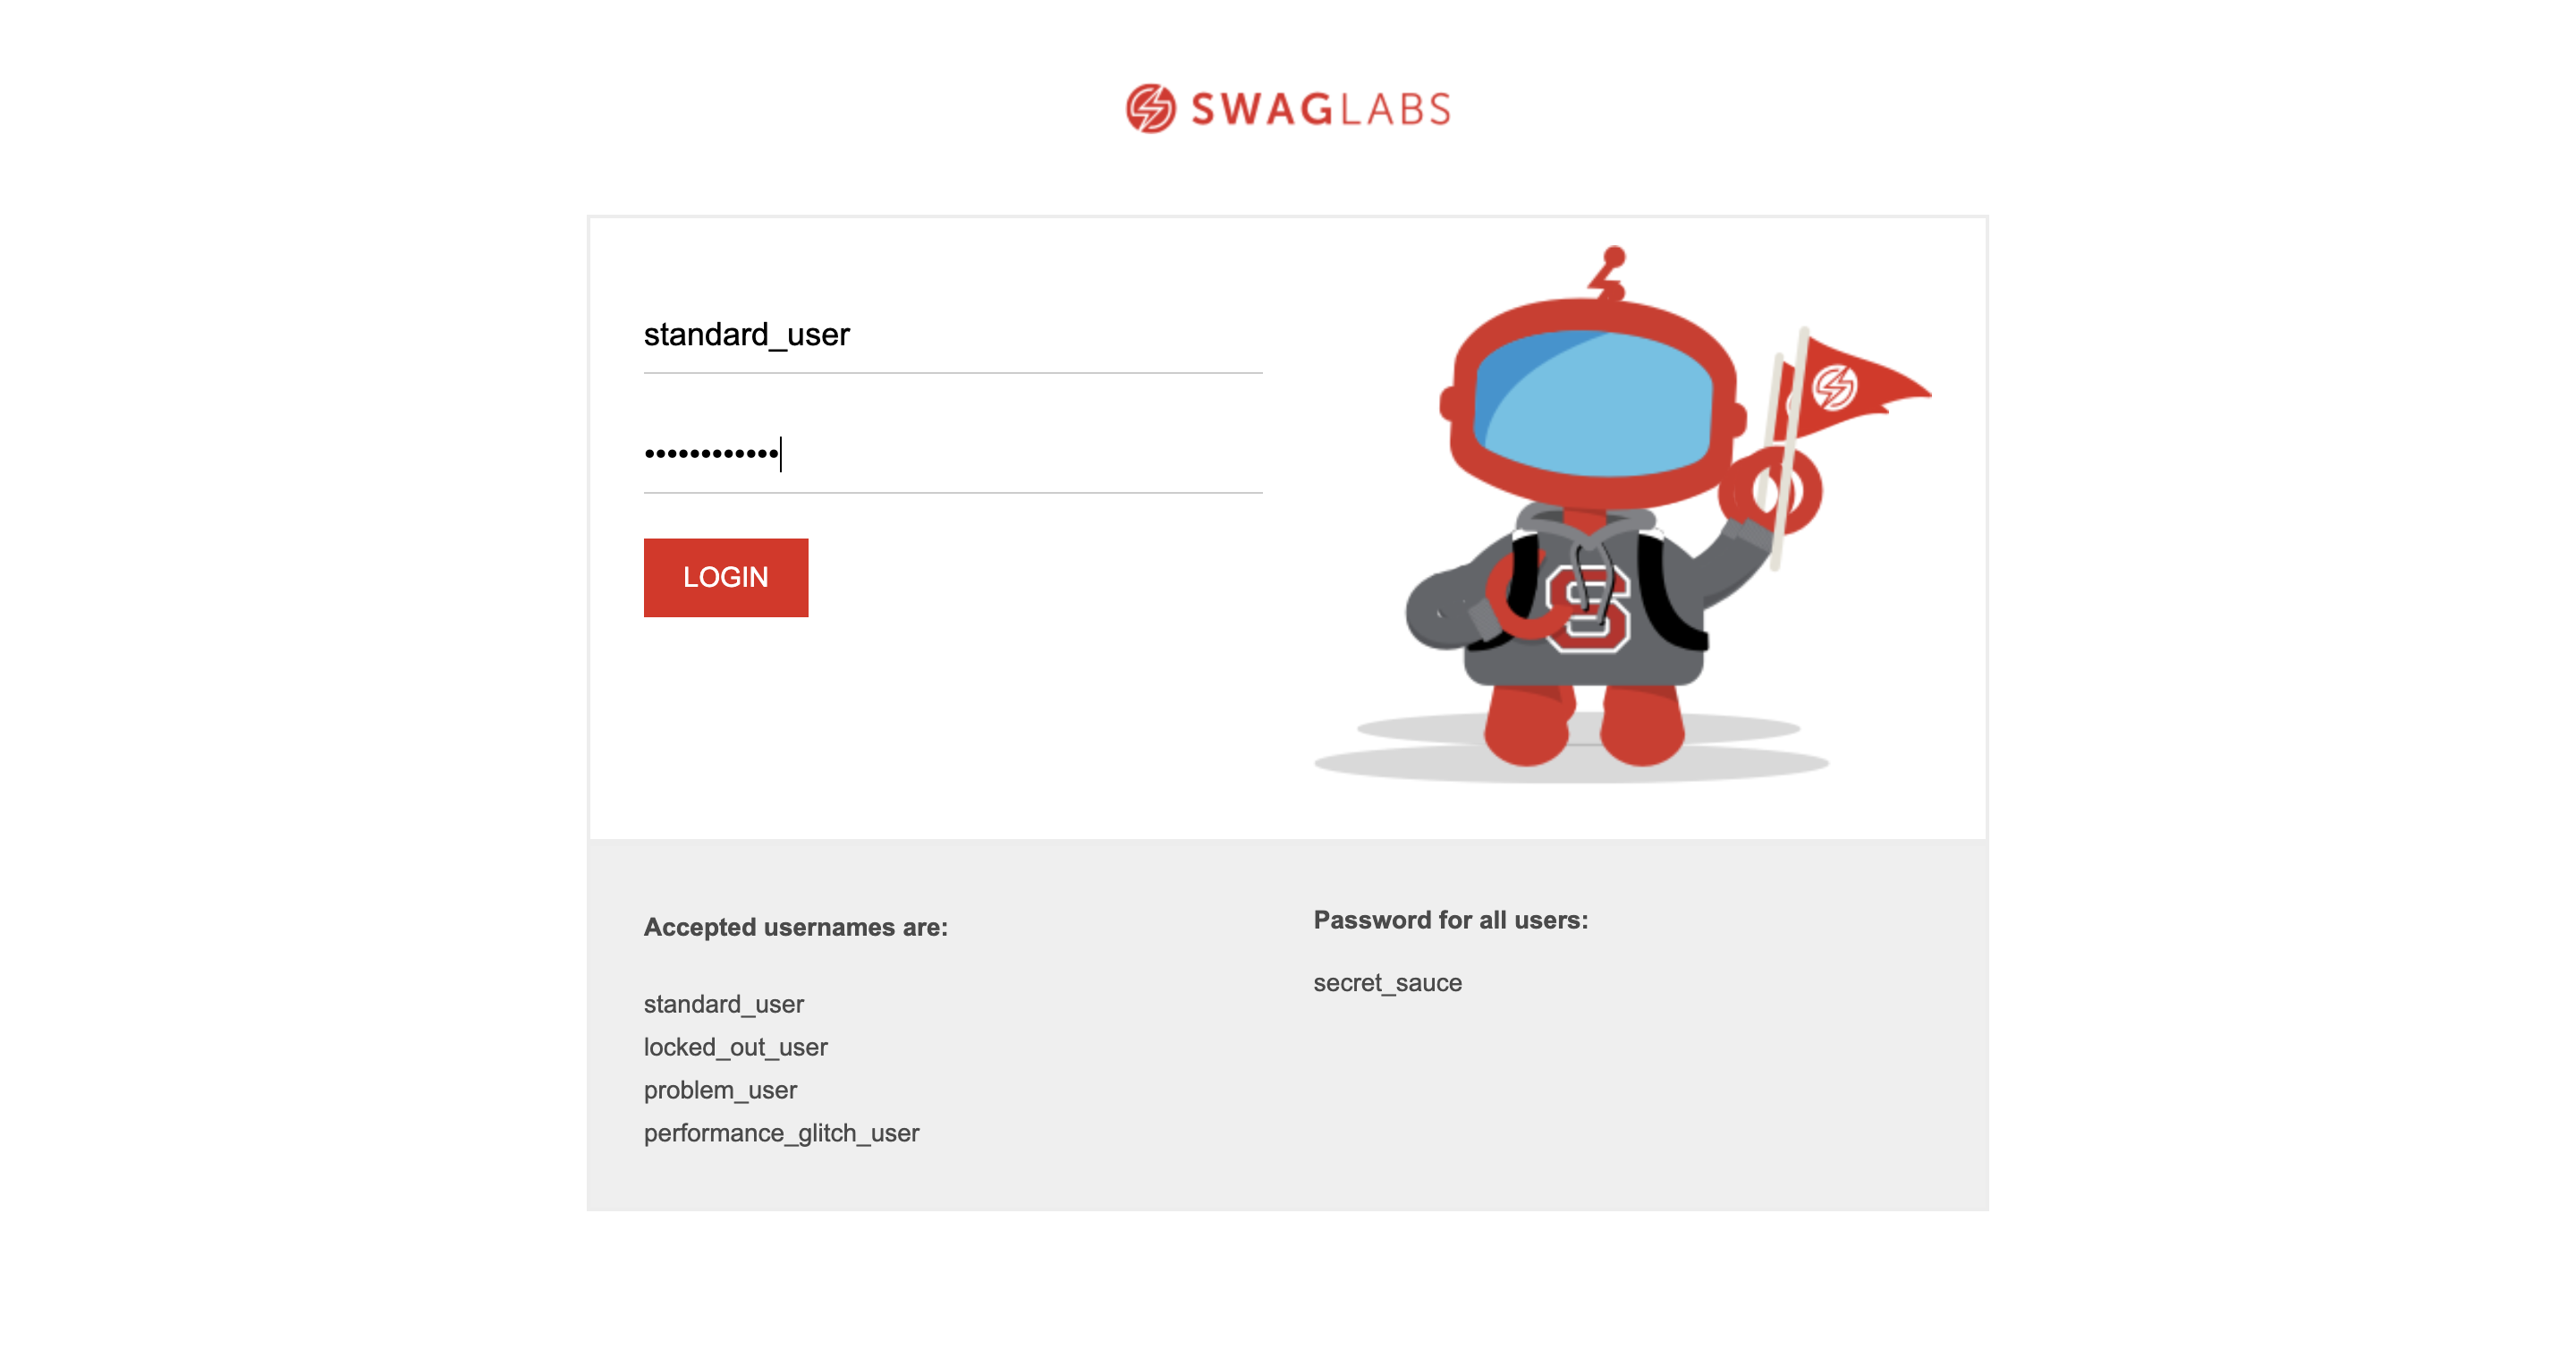 SWAGLABS
standard_user
••••••••••••
LOGIN
S
Accepted usernames are:
standard_user
locked_out_user
problem_user
performance_glitch_user
Password for all users:
secret_sauce